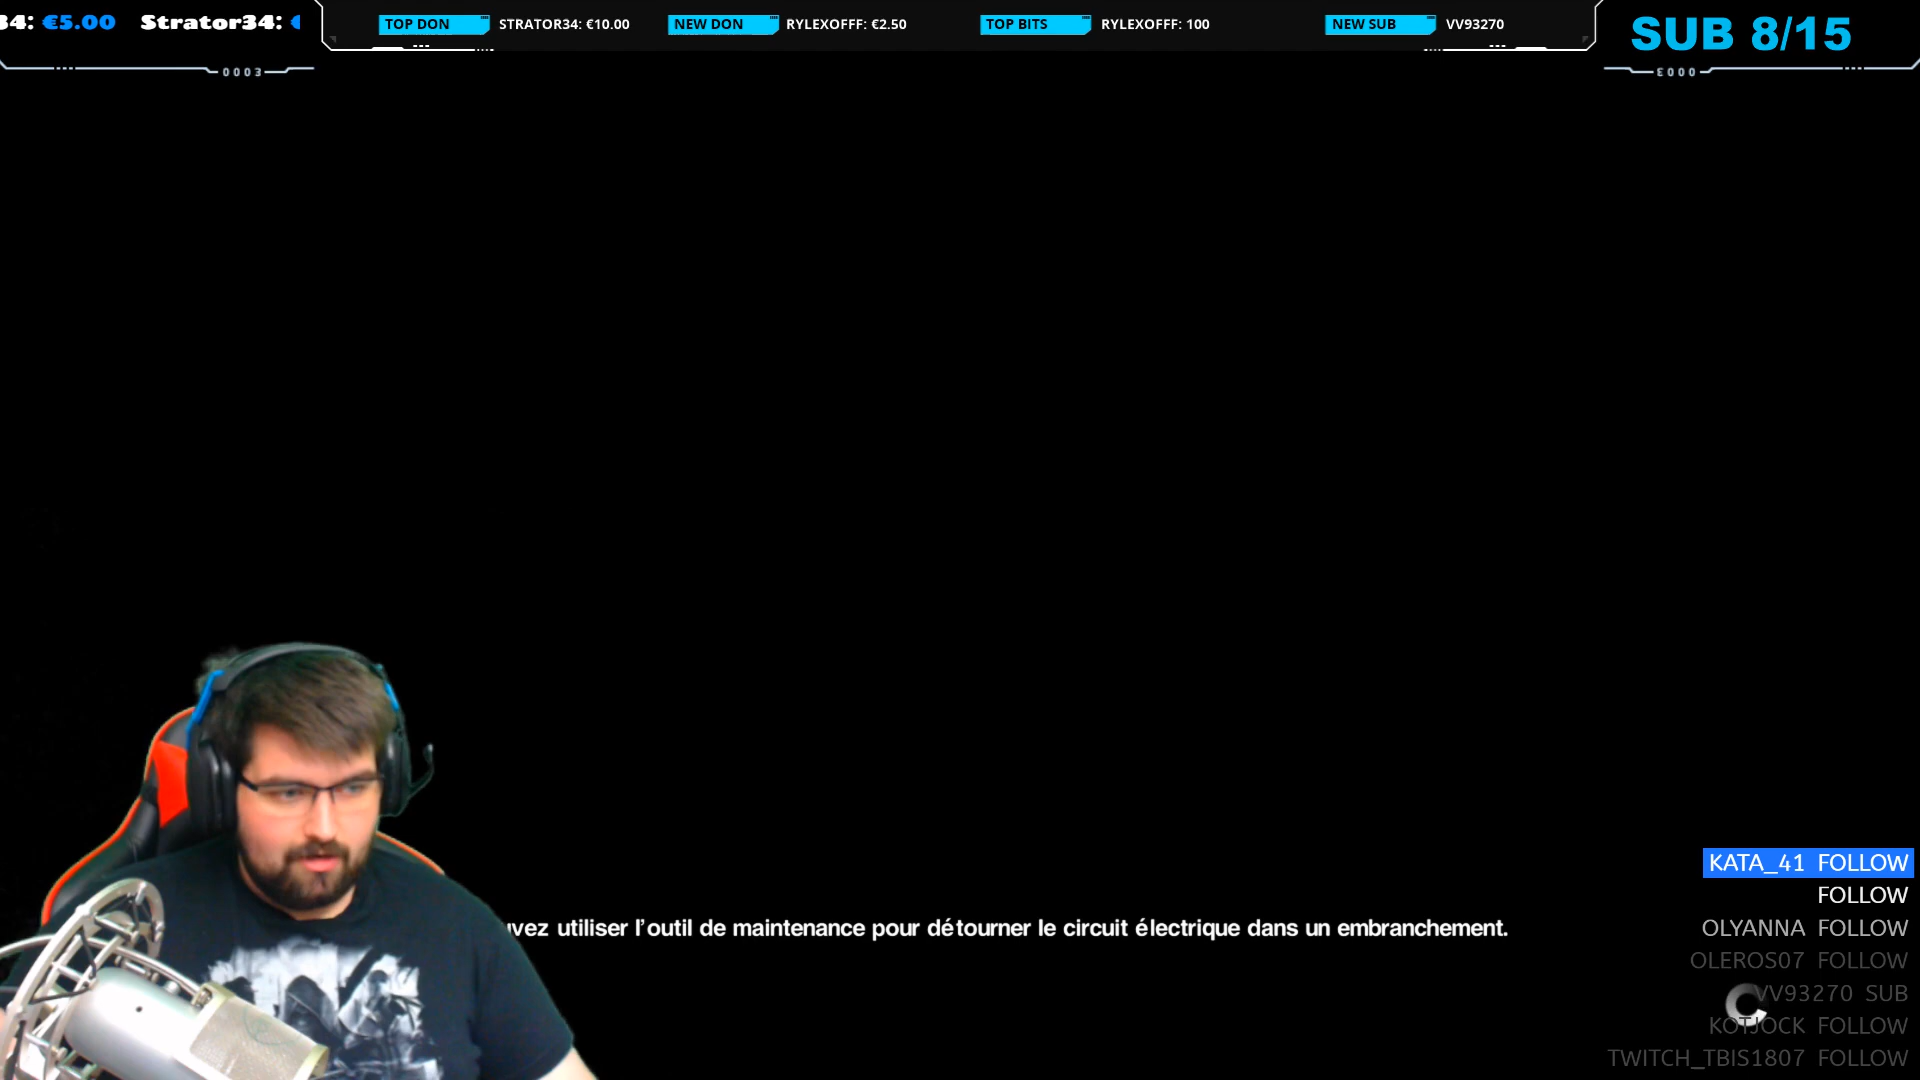 34: €5.00 Strator34: €
TOP DON STRATOR34: €10.00 NEW DON RYLEXOFFF: €2.50 TOP BITS RYLEXOFFF: 100 NEW SUB VV93270
SUB 8/15
0003
KATA_41 FOLLOW
FOLLOW
uvez utiliser l'outil de maintenance pour détourner le circuit électrique dans un embranchement.
OLYANNA FOLLOW
OLEROS07 FOLLOW
VV93270 SUB
KOTJOCK FOLLOW
TWITCH_TBIS1807 FOLLOW